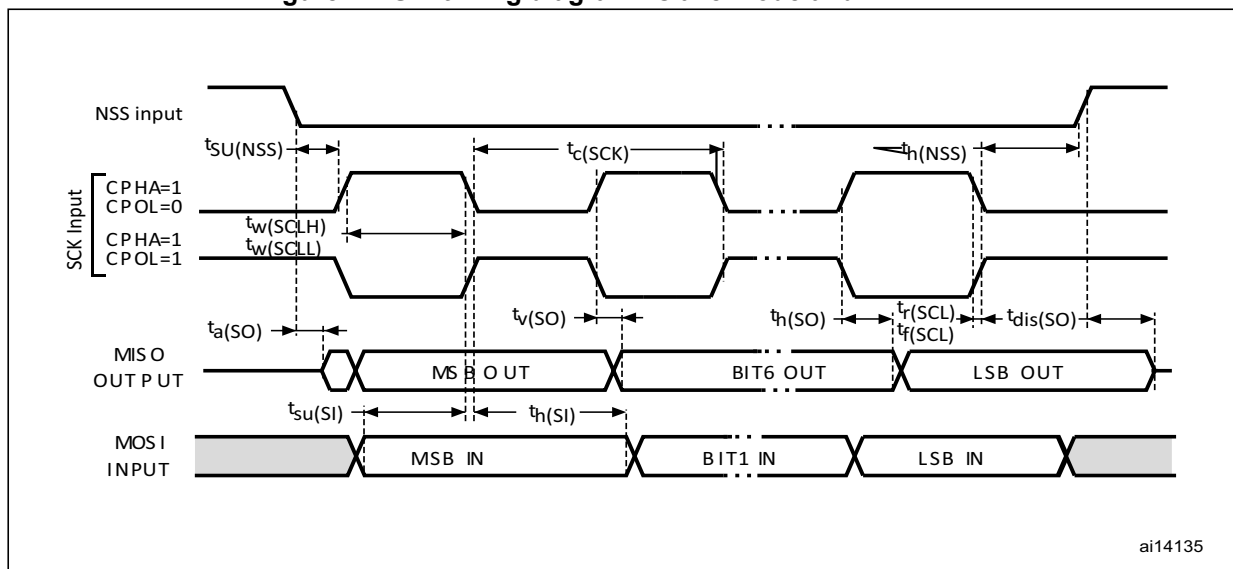 NSS input
tSU(NSS)
tc(SCK)
th(NSS)
SCK Input
CPHA=1
CPOL=0
tw(SCLH)
tw(SCLL)
CPHA=1
CPOL=1
ta(SO)
tv(SO)
th(SO)
tr(SCL)
tf(SCL)
tdis(SO)
MISO
OUTPUT
MSB OUT
BIT6 OUT
LSB OUT
tsu(SI)
th(SI)
MOSI
INPUT
MSB IN
BIT1 IN
LSB IN
ai14135